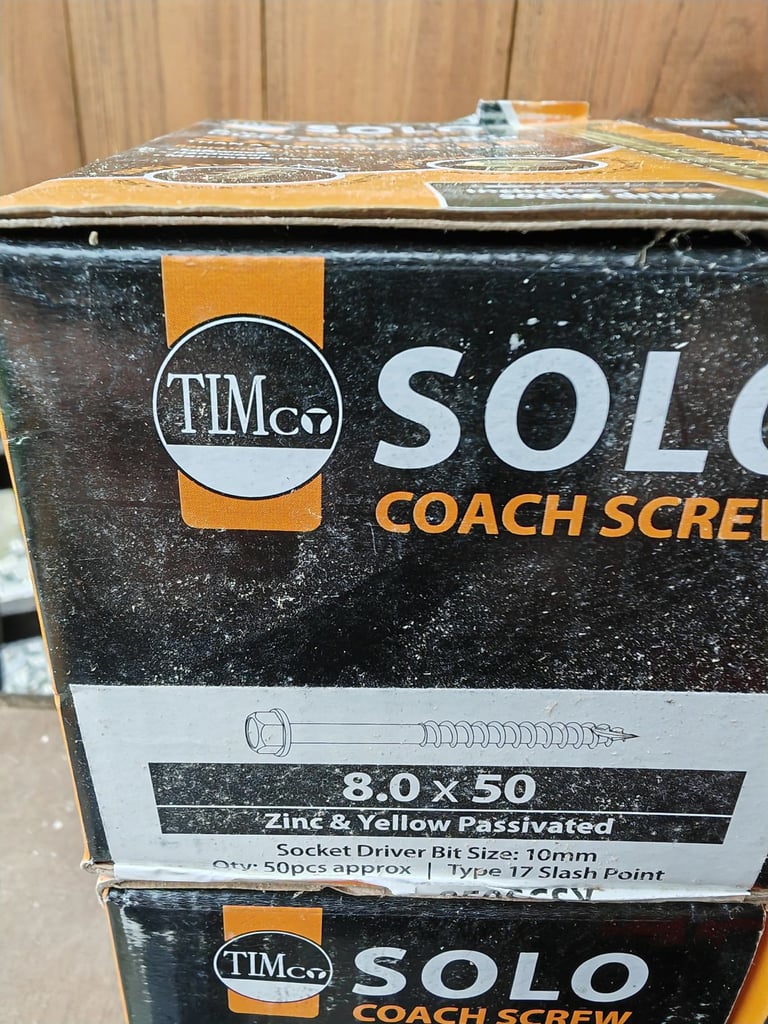 SOLO
TIMco
SOLO
COACH SCREW
8.0 x 50
Zinc & Yellow Passivated
Socket Driver Bit Size: 10mm
Qty: 50pcs approx | Type 17 Slash Point
TIMco
SOLO
COACH SCREW